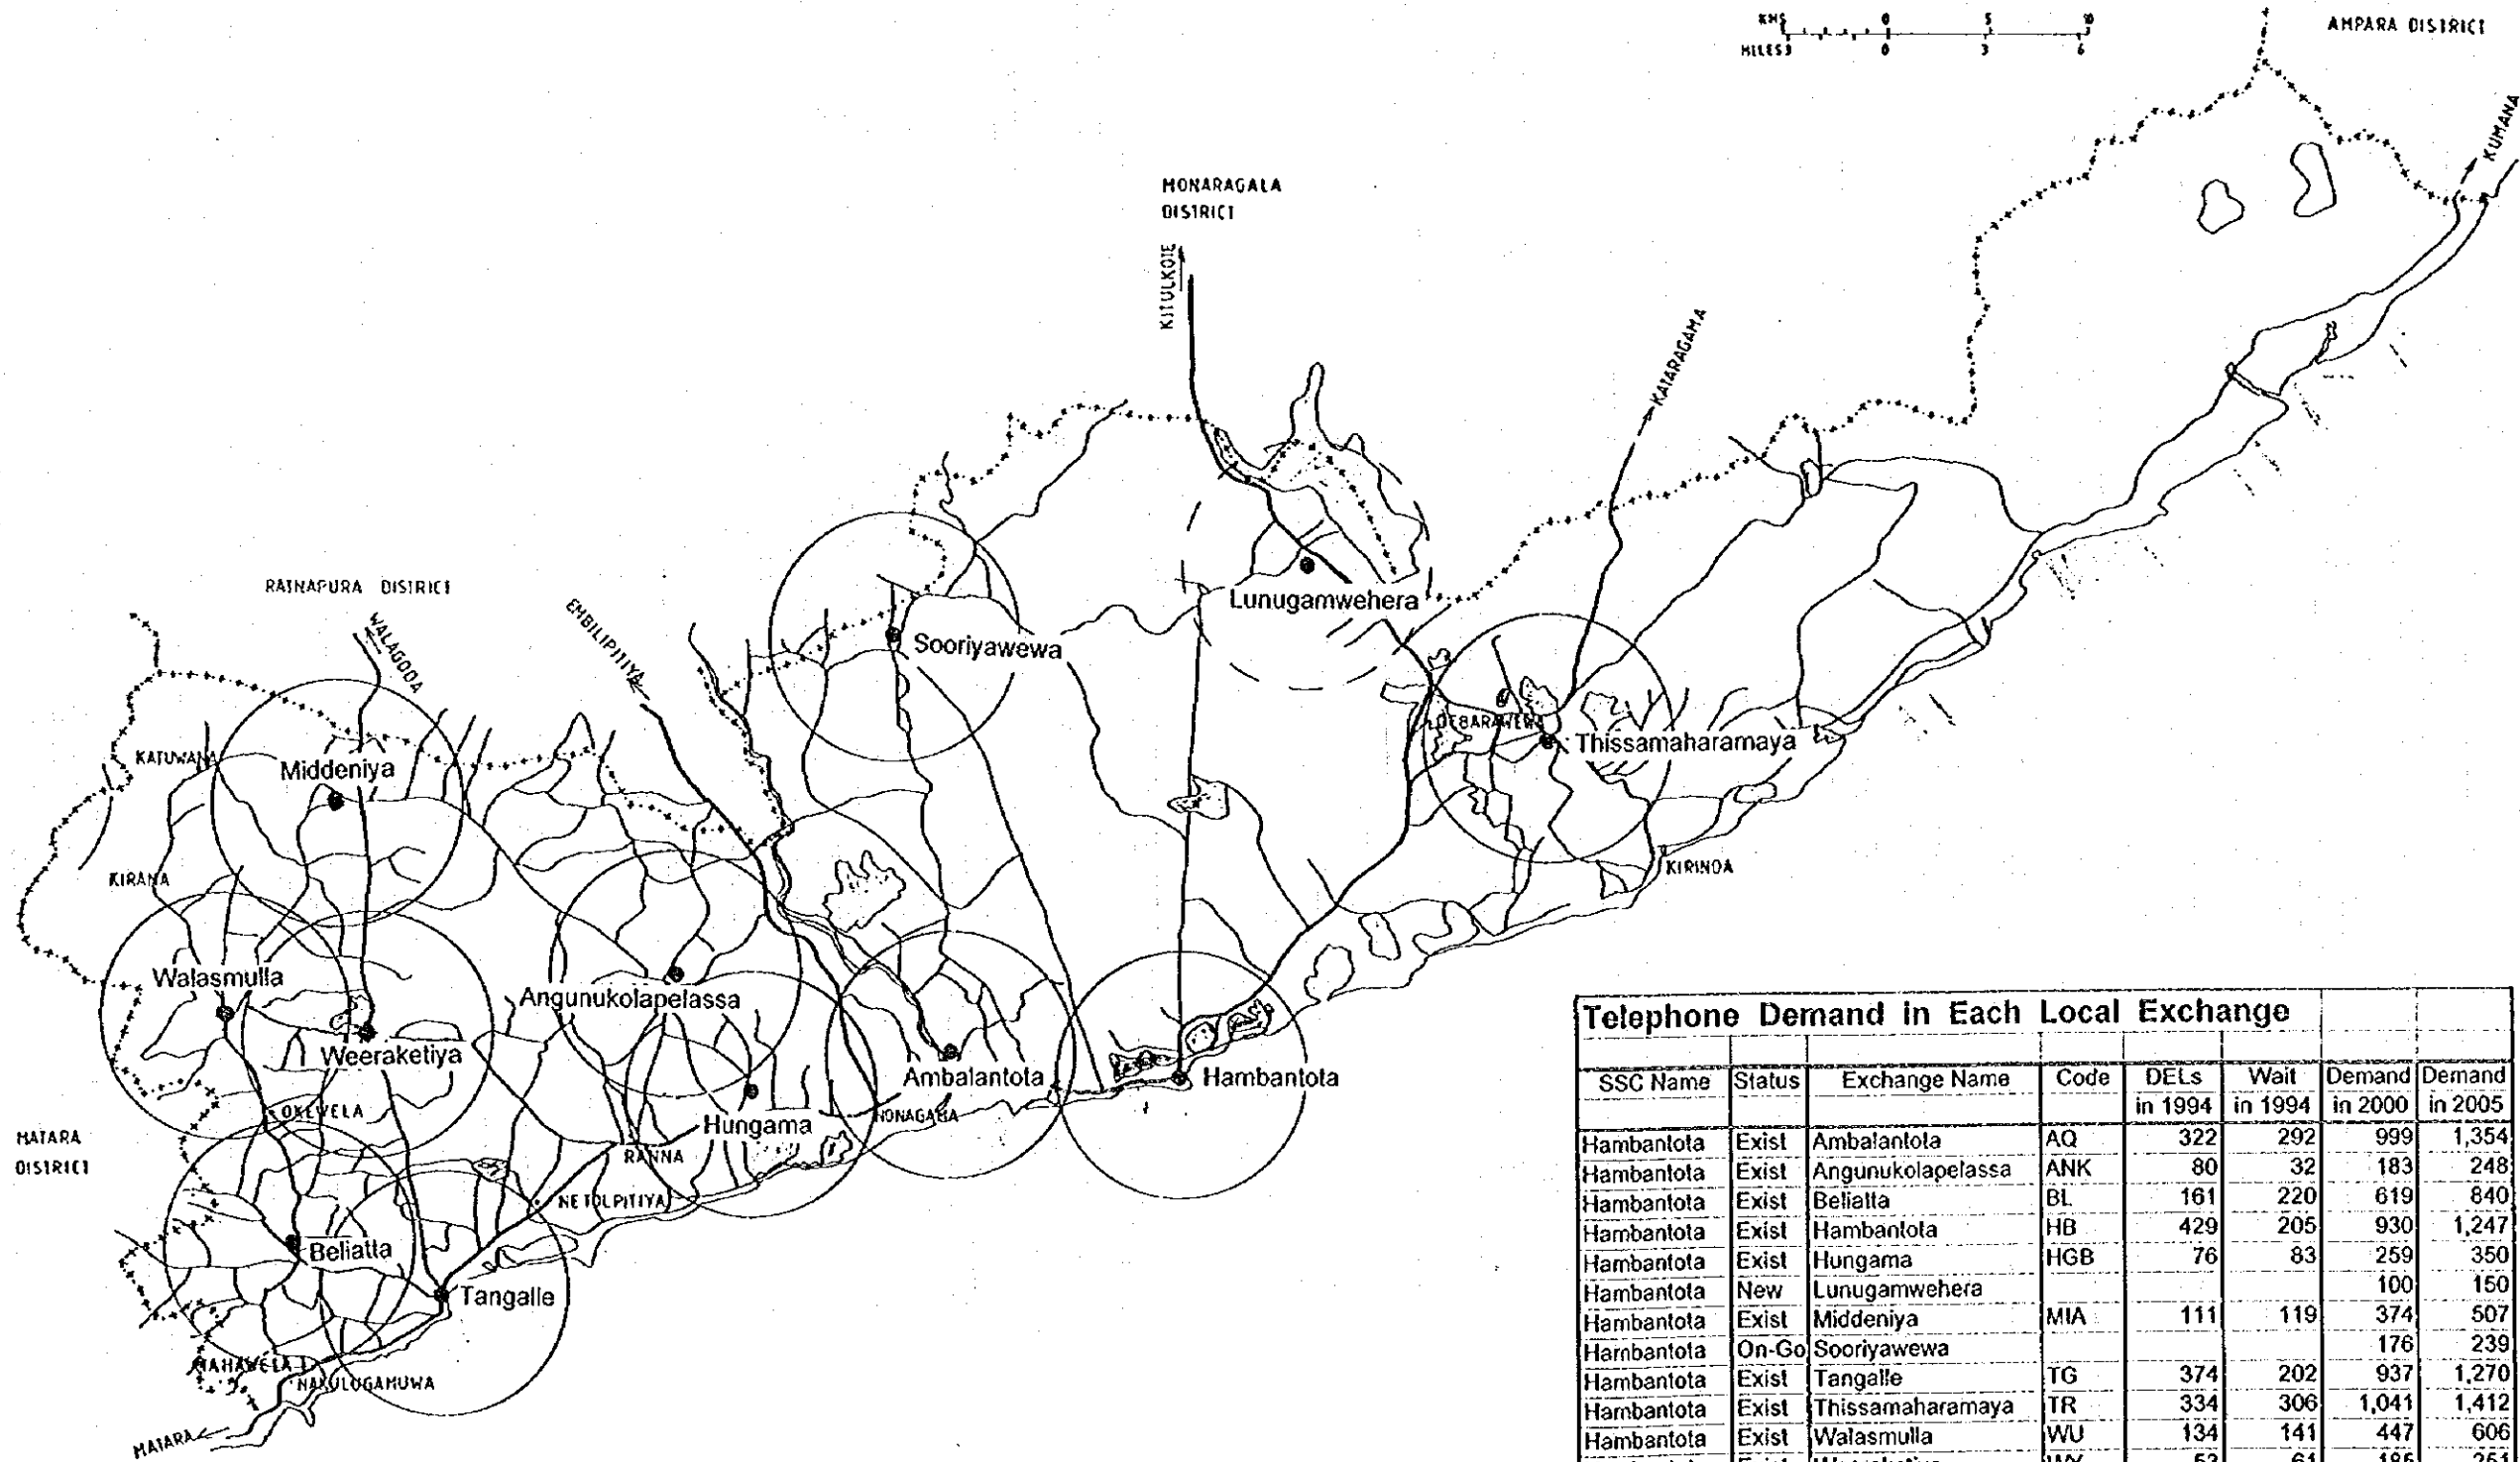 KMS 0 5 10
MILES 3 0 3 6
AMPARA DISTRICT
KUMANA
MONARAGALA
DISTRICT
KITULKOTE
KATARAGAMA
RATNAPURA DISTRICT
WALAGODA
EMBILIPITIYA
Lunugamwehera
Sooriyawewa
DEBARAWEWA
Thissamaharamaya
KATUWANA
Middeniya
KIRINDA
KIRANA
Walasmulla
Angunukolapelassa
Weeraketiya
Ambalantota
Hambantota
OKEWELA
Hungama
NONAGAMA
MATARA
DISTRICT
RANNA
NETOLPITIYA
Beliatta
Tangalle
MAHAWELA
NAKULUGAMUWA
MATARA
Telephone Demand in Each Local Exchange
SSC Name Status Exchange Name Code DELs Wait Demand Demand
in 1994 in 1994 in 2000 in 2005
Hambantota Exist Ambalantota AQ 322 292 999 1,354
Hambantota Exist Angunukolapelassa ANK 80 32 183 248
Hambantota Exist Beliatta BL 161 220 619 840
Hambantota Exist Hambantota HB 429 205 930 1,247
Hambantota Exist Hungama HGB 76 83 259 350
Hambantota New Lunugamwehera 100 150
Hambantota Exist Middeniya MIA 111 119 374 507
Hambantota On-Go Sooriyawewa 176 239
Hambantota Exist Tangalle TG 374 202 937 1,270
Hambantota Exist Thissamaharamaya TR 334 306 1,041 1,412
Hambantota Exist Walasmulla WU 134 141 447 606